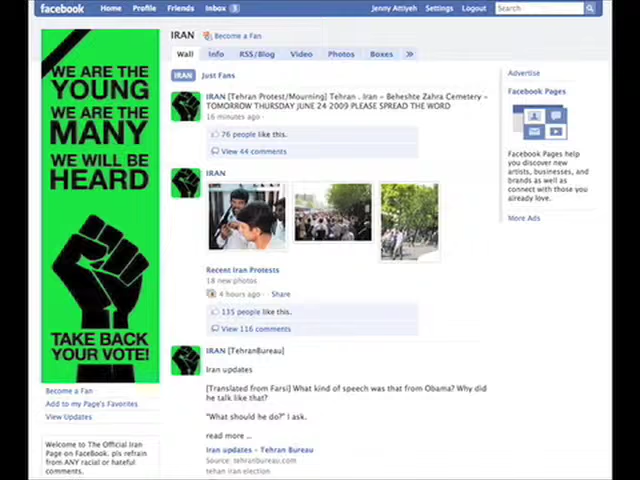 facebook Home Profile Friends Inbox 3 Jenny Attiyeh Settings Logout Search
IRAN Become a Fan
Wall Info RSS/Blog Video Photos Boxes »
IRAN Just Fans
WE ARE THE
YOUNG
WE ARE THE
MANY
WE WILL BE
HEARD
TAKE BACK
YOUR VOTE!
Become a Fan
Add to my Page's Favorites
View Updates
Welcome to The Official Iran
Page on FaceBook. pls refrain
from ANY racial or hateful
comments.
IRAN [Tehran Protest/Mourning] Tehran . Iran - Beheshte Zahra Cemetery -
TOMORROW THURSDAY JUNE 24 2009 PLEASE SPREAD THE WORD
16 minutes ago ·
76 people like this.
View 44 comments
IRAN
Recent Iran Protests
18 new photos
4 hours ago · Share
135 people like this.
View 116 comments
IRAN [TehranBureau]
Iran updates
[Translated from Farsi] What kind of speech was that from Obama? Why did
he talk like that?
"What should he do?" I ask.
read more ...
Iran updates - Tehran Bureau
Source: tehranbureau.com
tehan iran election
Advertise
Facebook Pages
Facebook Pages help
you discover new
artists, businesses, and
brands as well as
connect with those you
already love.
More Ads